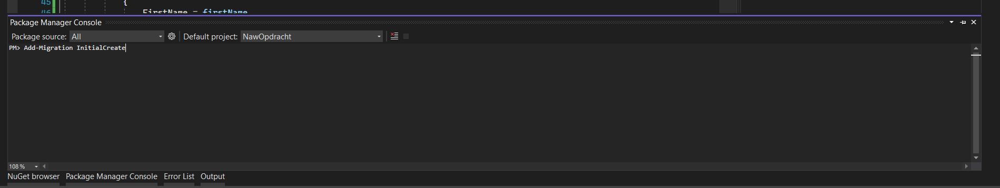 45 {
46 FirstName = firstName
Package Manager Console
Package source: All Default project: NawOpdracht
PM> Add-Migration InitialCreate
108 %
NuGet browser Package Manager Console Error List Output